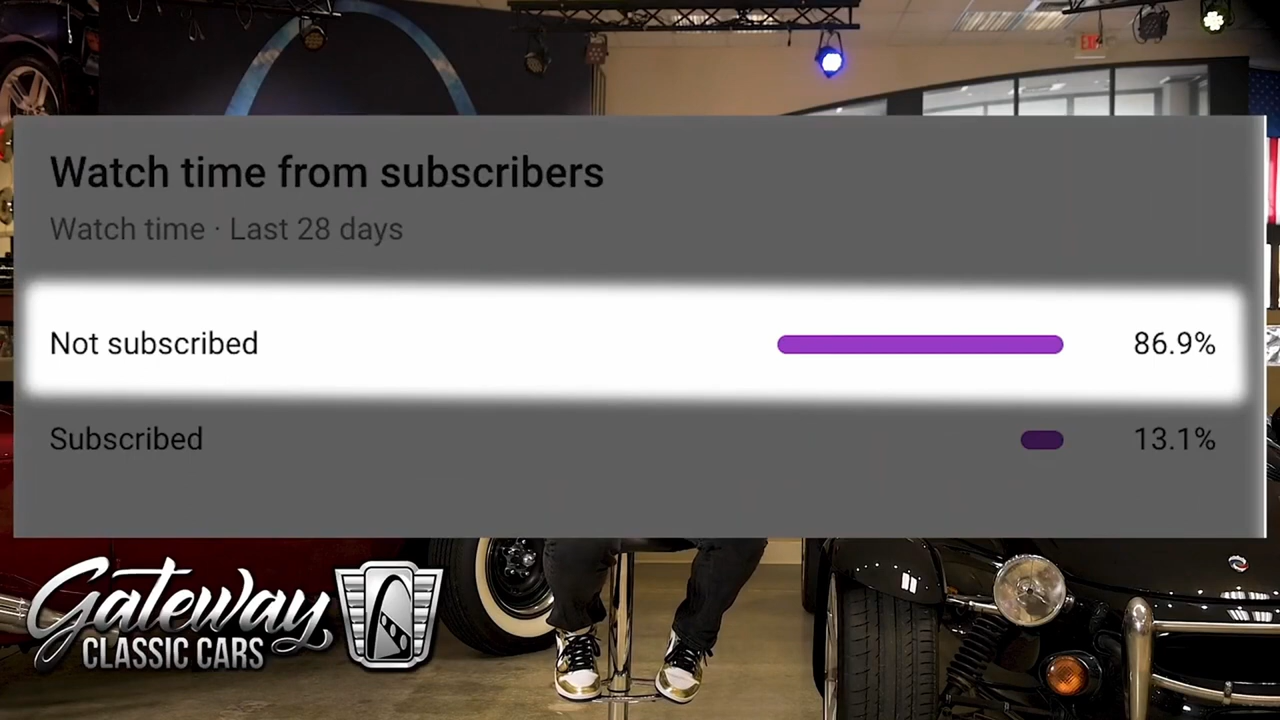 Watch time from subscribers
Watch time · Last 28 days
Not subscribed 86.9%
Subscribed 13.1%
Gateway
CLASSIC CARS